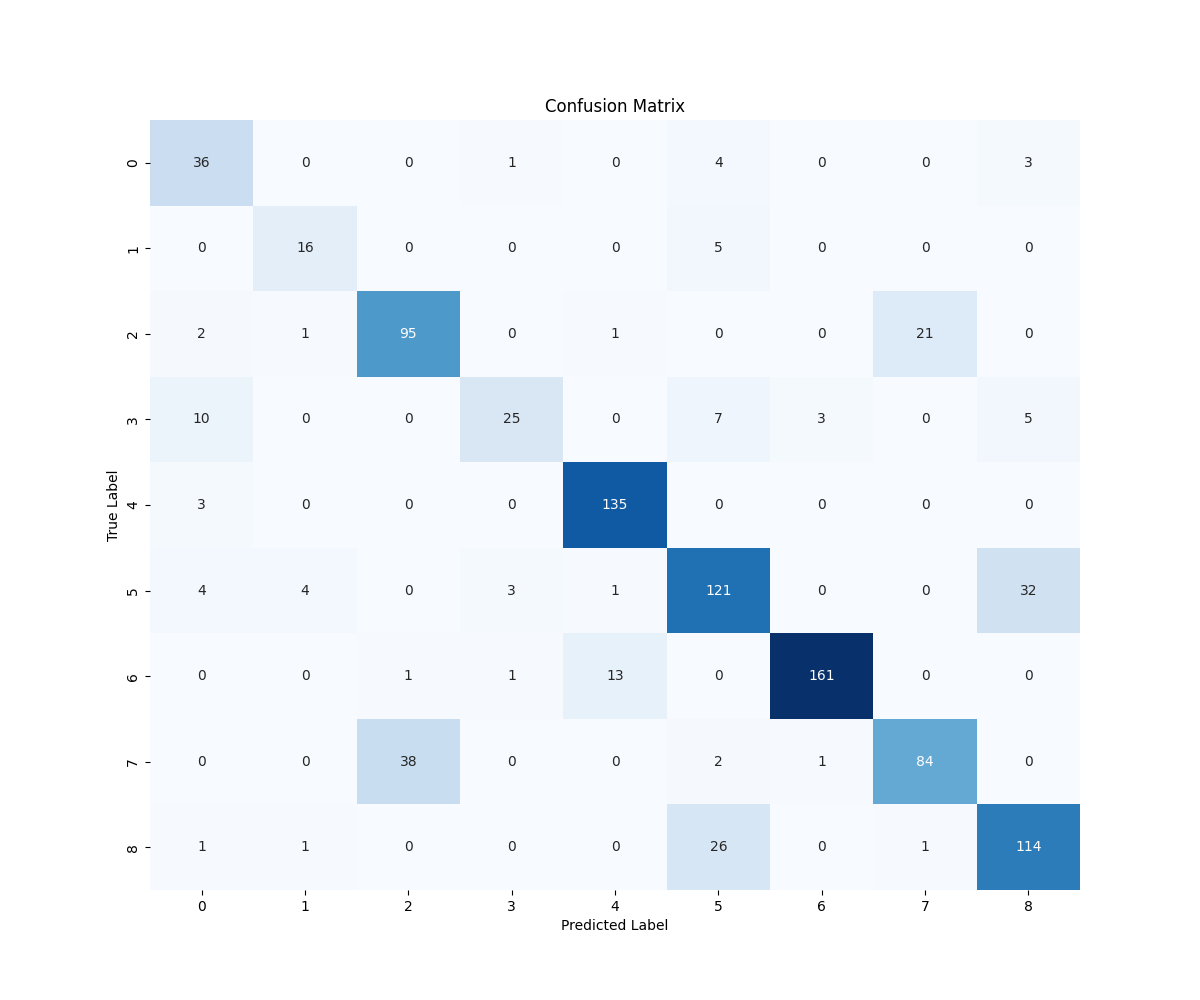 Confusion Matrix
0 36 0 0 1 0 4 0 0 3
1 0 16 0 0 0 5 0 0 0
2 2 1 95 0 1 0 0 21 0
3 10 0 0 25 0 7 3 0 5
True Label
4 3 0 0 0 135 0 0 0 0
5 4 4 0 3 1 121 0 0 32
6 0 0 1 1 13 0 161 0 0
7 0 0 38 0 0 2 1 84 0
8 1 1 0 0 0 26 0 1 114
0 1 2 3 4 5 6 7 8
Predicted Label